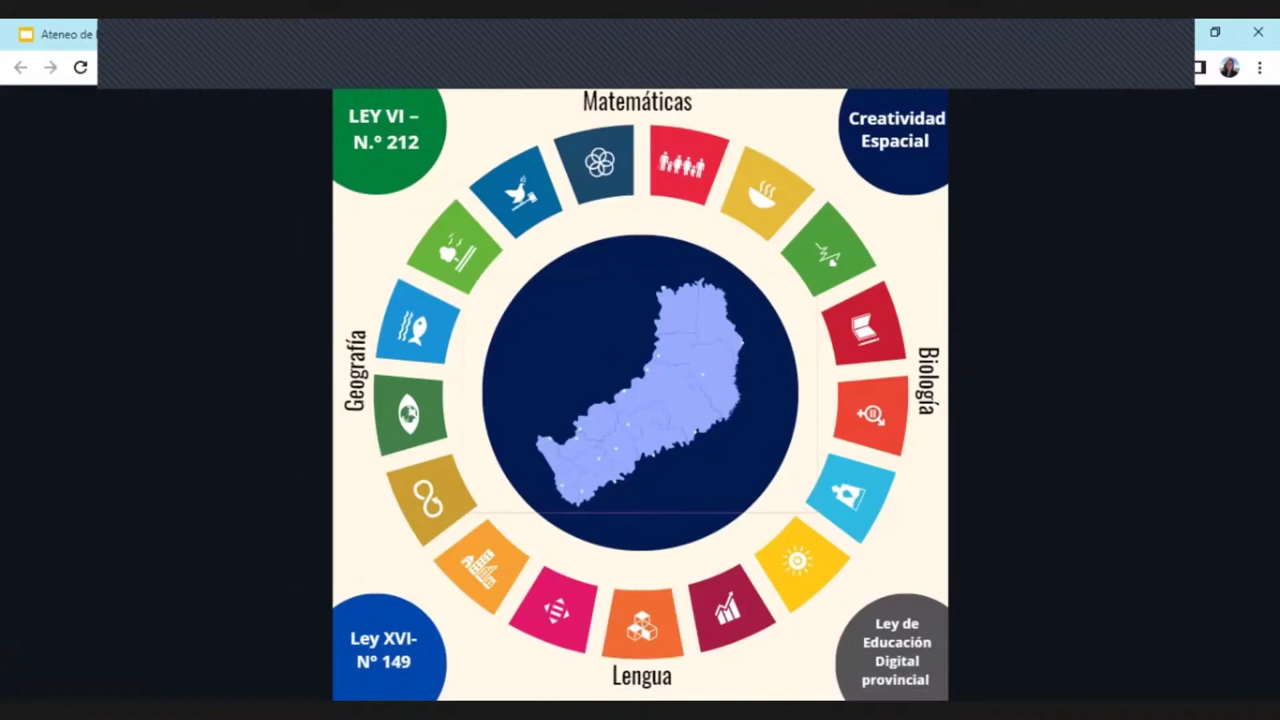 Ateneo de
Matemáticas
LEY VI –
N.° 212
Creatividad
Espacial
Geografía
Biología
Ley XVI-
N° 149
Ley de
Educación
Digital
provincial
Lengua